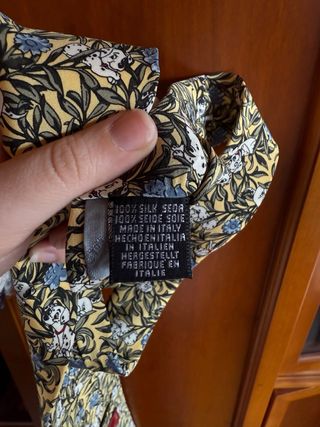 100% SILK SEDA
100% SEIDE SOIE
MADE IN ITALY
HECHO EN ITALIA
IN ITALIEN
HERGESTELLT
FABRIQUE EN
ITALIE